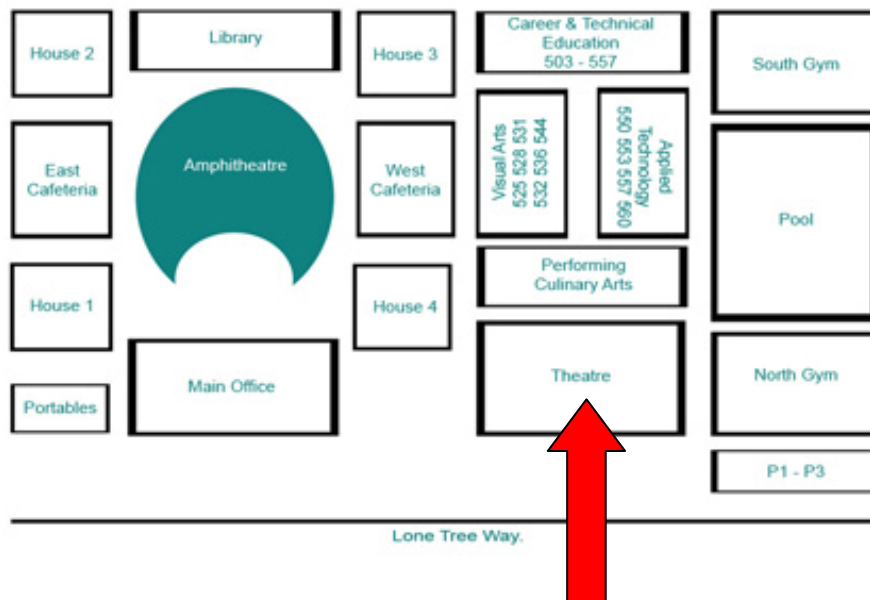 House 2
Library
House 3
Career & Technical
Education
503 - 557
South Gym
East
Cafeteria
Amphitheatre
West
Cafeteria
Visual Arts
525 528 531
532 536 544
Applied
Technology
550 553 557 560
Pool
Performing
Culinary Arts
House 1
House 4
Main Office
Theatre
North Gym
Portables
P1 - P3
Lone Tree Way.